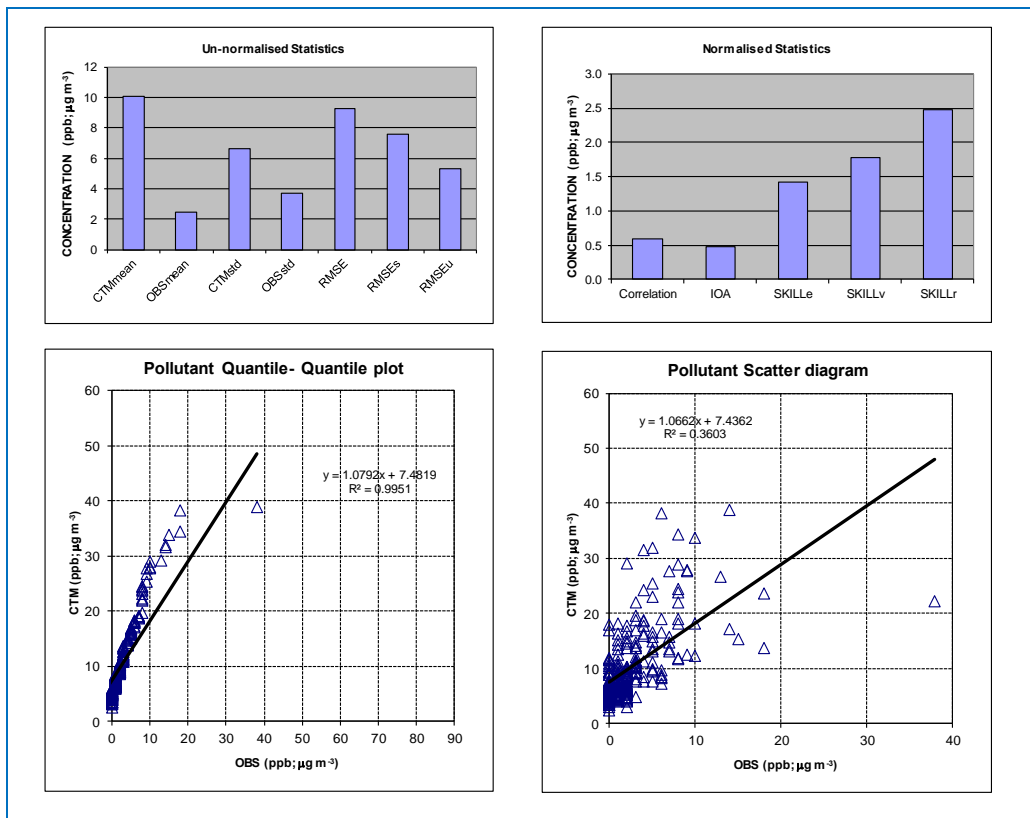 Un-normalised Statistics
CONCENTRATION (ppb; µg m-3)
12
10
8
6
4
2
0
CTMmean
OBSmean
CTMstd
OBSstd
RMSE
RMSEs
RMSEu
Normalised Statistics
CONCENTRATION (ppb; µg m-3)
3.0
2.5
2.0
1.5
1.0
0.5
0.0
Correlation
IOA
SKILLe
SKILLv
SKILLr
Pollutant Quantile- Quantile plot
y = 1.0792x + 7.4819
R² = 0.9951
CTM (ppb; µg m-3)
60
50
40
30
20
10
0
0 10 20 30 40 50 60 70 80 90
OBS (ppb; µg m-3)
Pollutant Scatter diagram
y = 1.0662x + 7.4362
R² = 0.3603
CTM (ppb; µg m-3)
60
50
40
30
20
10
0
0 10 20 30 40
OBS (ppb; µg m-3)